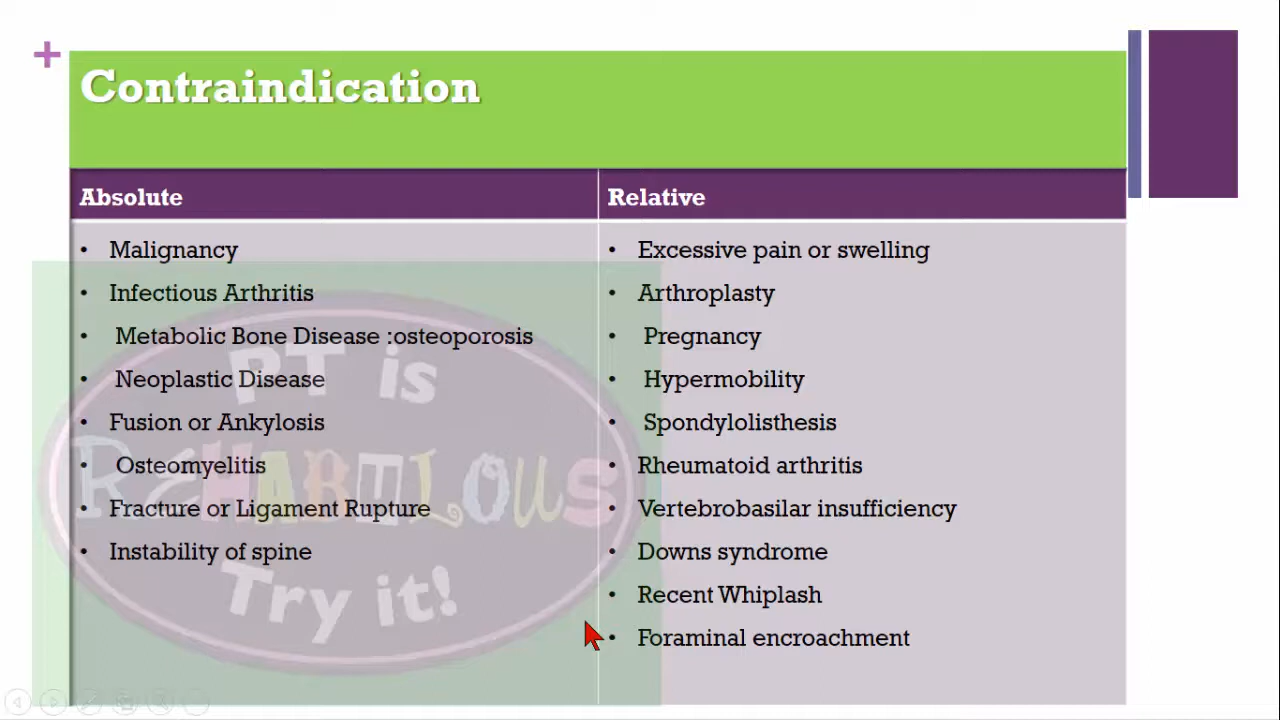 +
Contraindication
Absolute
Relative
• Malignancy
• Infectious Arthritis
• Metabolic Bone Disease :osteoporosis
• Neoplastic Disease
• Fusion or Ankylosis
• Osteomyelitis
• Fracture or Ligament Rupture
• Instability of spine
• Excessive pain or swelling
• Arthroplasty
• Pregnancy
• Hypermobility
• Spondylolisthesis
• Rheumatoid arthritis
• Vertebrobasilar insufficiency
• Downs syndrome
• Recent Whiplash
• Foraminal encroachment
PT is
REHABILOUS
Try it!